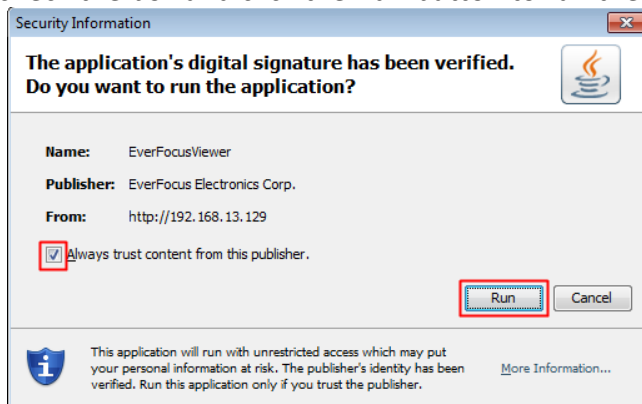 Security Information
The application's digital signature has been verified.
Do you want to run the application?
Name: EverFocusViewer
Publisher: EverFocus Electronics Corp.
From: http://192.168.13.129
Always trust content from this publisher.
Run Cancel
This application will run with unrestricted access which may put
your personal information at risk. The publisher's identity has been
verified. Run this application only if you trust the publisher.
More Information...